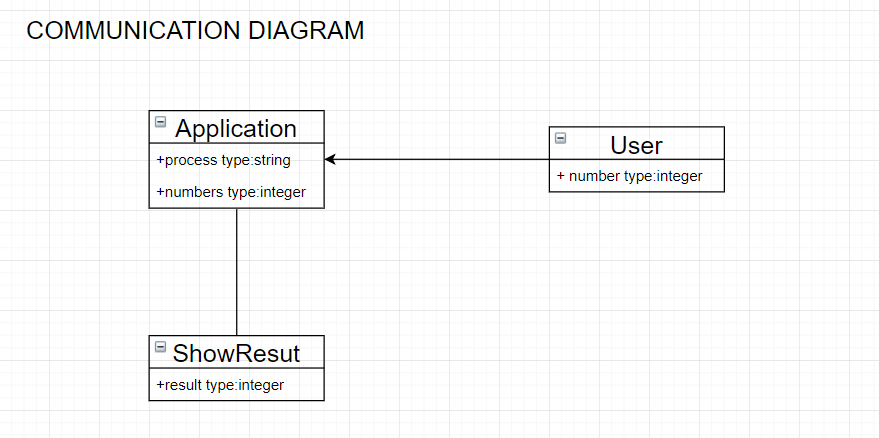 COMMUNICATION DIAGRAM
Application
+process type:string
+numbers type:integer
User
+ number type:integer
ShowResut
+result type:integer